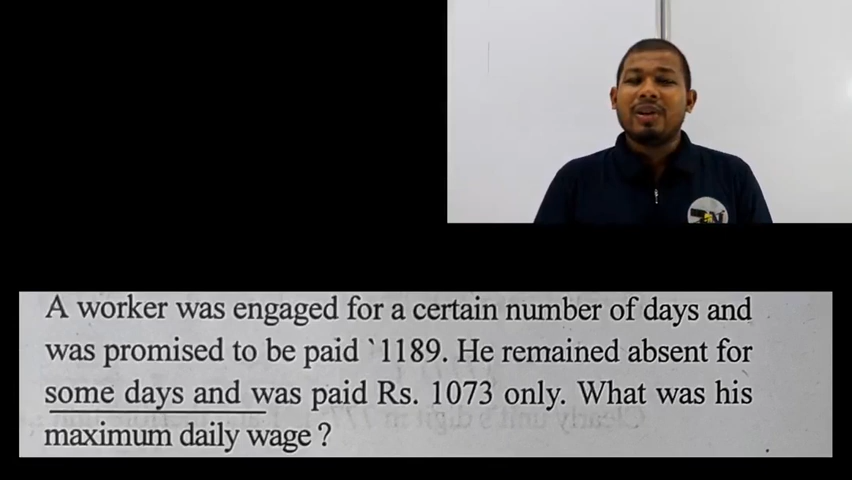 A worker was engaged for a certain number of days and
was promised to be paid `1189. He remained absent for
some days and was paid Rs. 1073 only. What was his
maximum daily wage ?